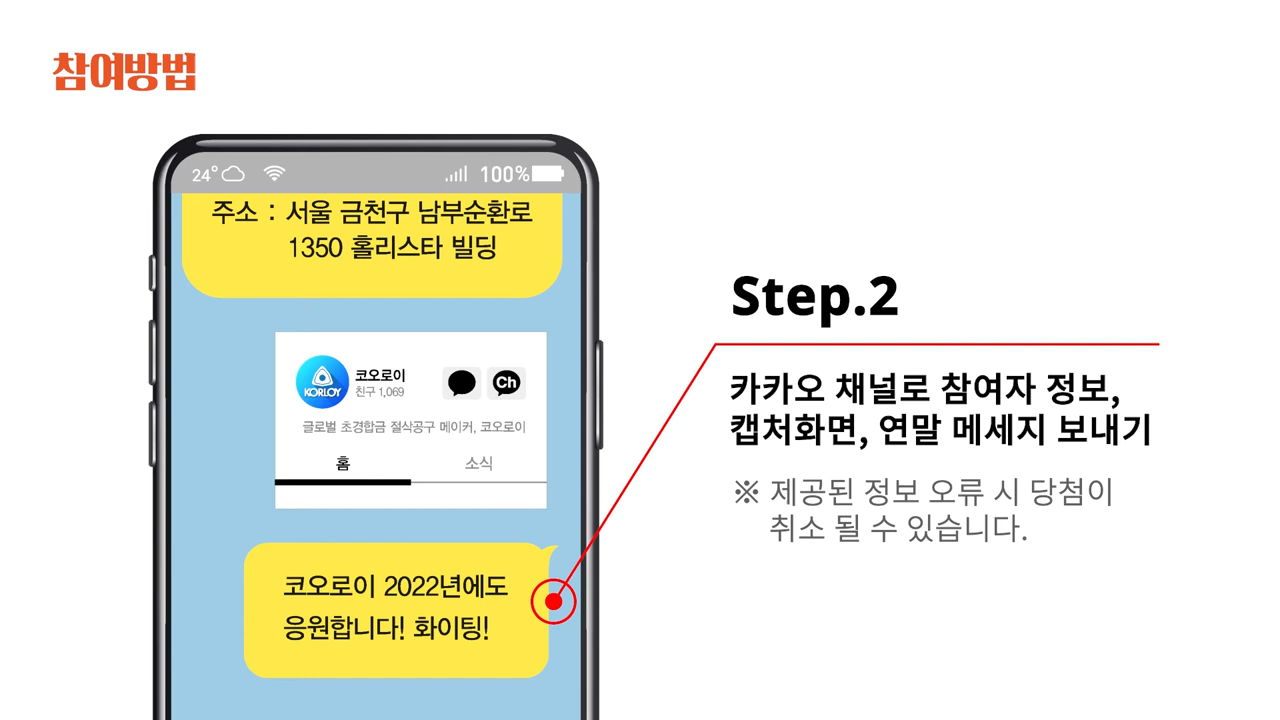 참여방법
24°
100%
주소 : 서울 금천구 남부순환로
1350 홀리스타 빌딩
KORLOY
코오로이
친구 1,069
Ch
글로벌 초경합금 절삭공구 메이커, 코오로이
홈
소식
코오로이 2022년에도
응원합니다! 화이팅!
Step.2
카카오 채널로 참여자 정보,
캡처화면, 연말 메세지 보내기
※ 제공된 정보 오류 시 당첨이
취소 될 수 있습니다.